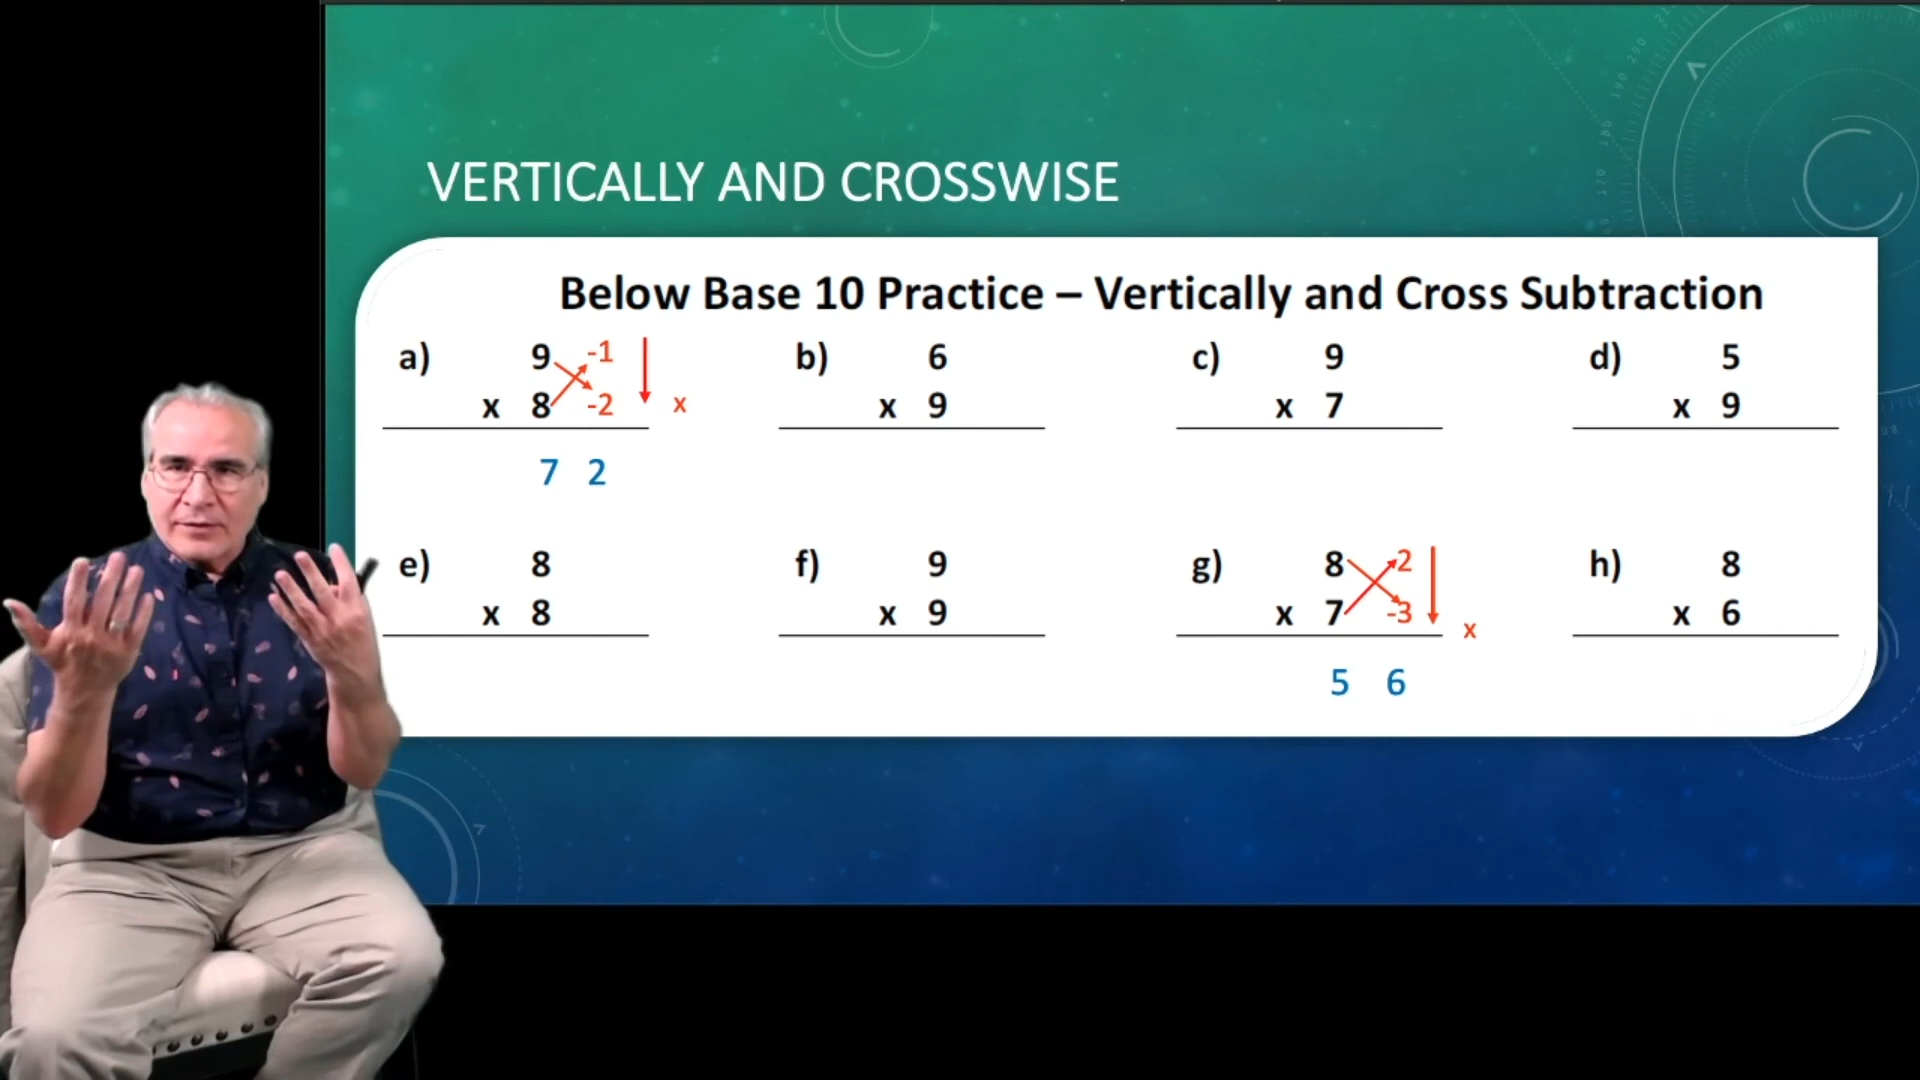 VERTICALLY AND CROSSWISE
Below Base 10 Practice – Vertically and Cross Subtraction
a) 9 -1 b) 6 c) 9 d) 5
x 8 -2 x x 9 x 7 x 9
7 2
e) 8 f) 9 g) 8 2 h) 8
x 8 x 9 x 7 -3 x x 6
5 6